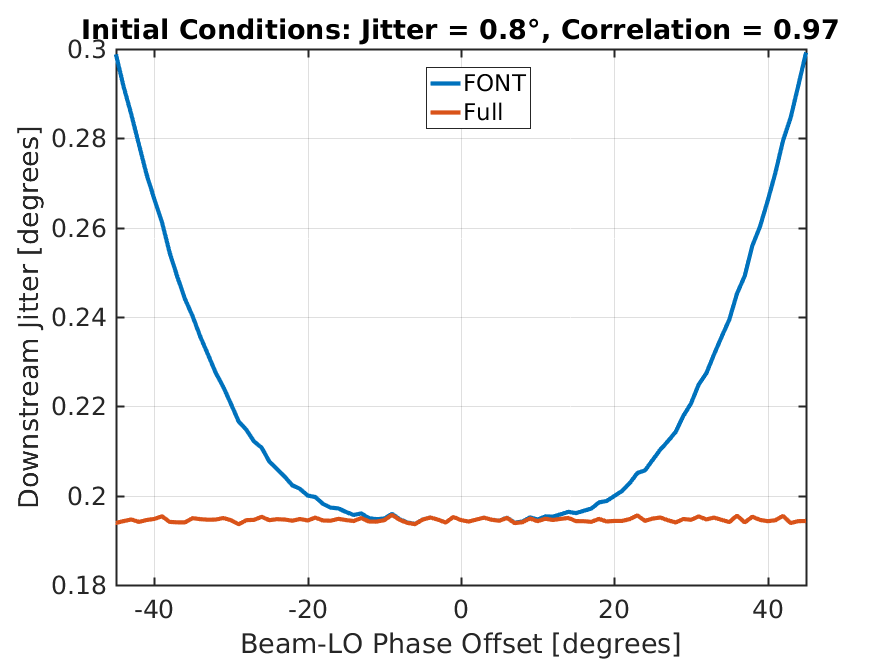 Initial Conditions: Jitter = 0.8°, Correlation = 0.97
0.3
0.28
0.26
0.24
0.22
0.2
0.18
Downstream Jitter [degrees]
FONT
Full
-40
-20
0
20
40
Beam-LO Phase Offset [degrees]